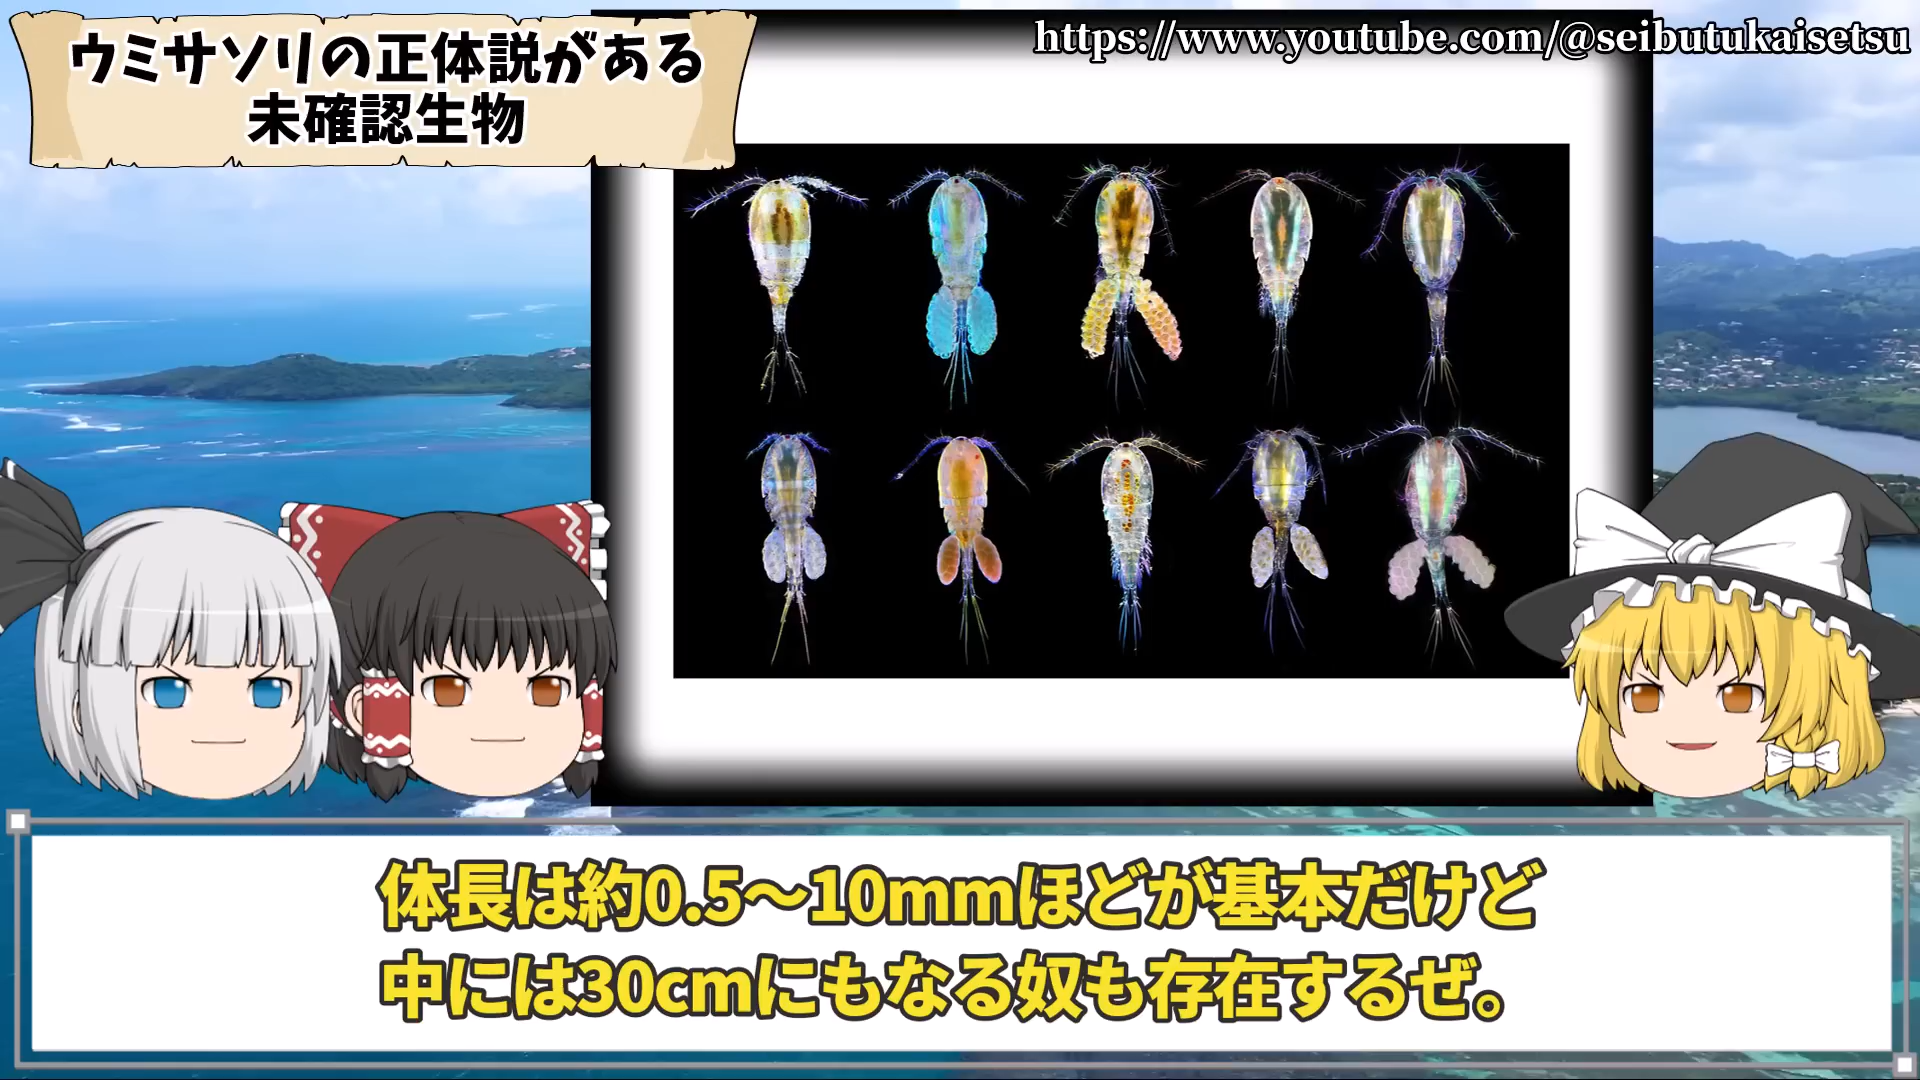 ウミサソリの正体説がある
未確認生物
https://www.youtube.com/@seibutukaisetsu
体長は約0.5～10mmほどが基本だけど
中には30cmにもなる奴も存在するぜ。